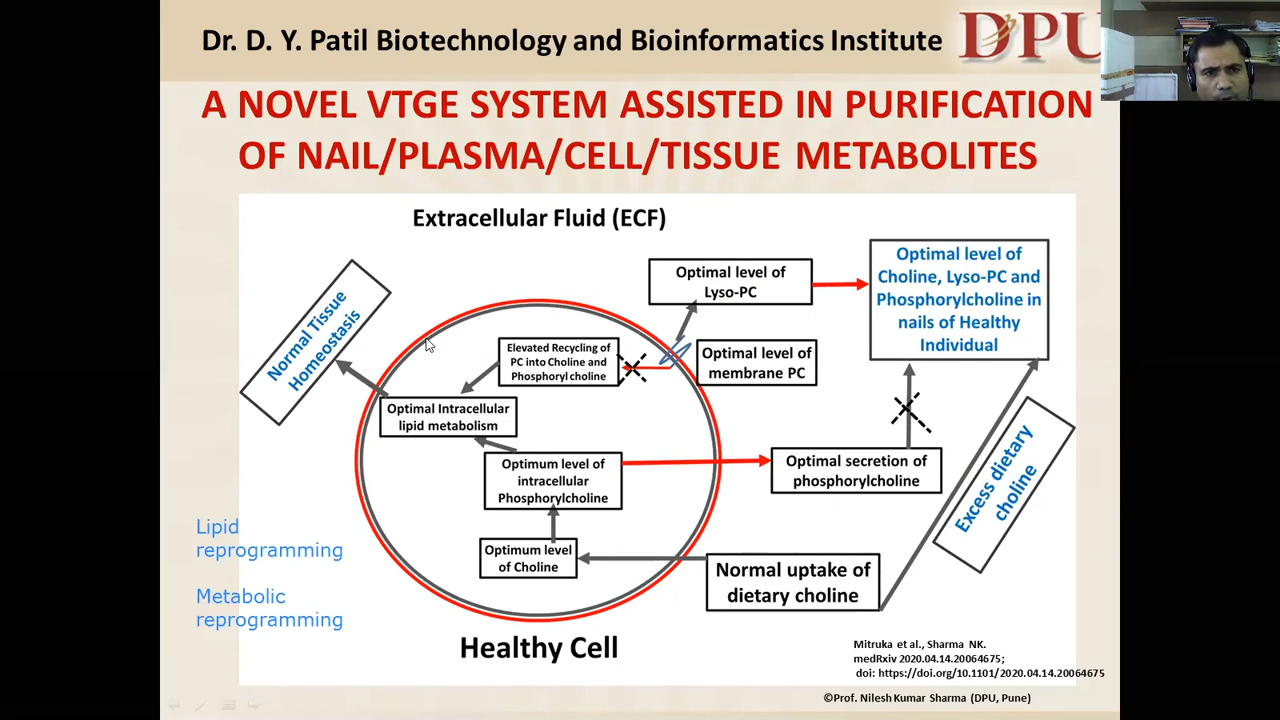 Dr. D. Y. Patil Biotechnology and Bioinformatics Institute
DPU
A NOVEL VTGE SYSTEM ASSISTED IN PURIFICATION
OF NAIL/PLASMA/CELL/TISSUE METABOLITES
Extracellular Fluid (ECF)
Normal Tissue
Homeostasis
Optimal level of
Lyso-PC
Optimal level of
Choline, Lyso-PC and
Phosphorylcholine in
nails of Healthy
Individual
Elevated Recycling of
PC into Choline and
Phosphoryl choline
Optimal level of
membrane PC
Optimal Intracellular
lipid metabolism
Optimum level of
intracellular
Phosphorylcholine
Optimal secretion of
phosphorylcholine
Excess dietary
choline
Optimum level
of Choline
Normal uptake of
dietary choline
Lipid
reprogramming
Metabolic
reprogramming
Healthy Cell
Mitruka et al., Sharma NK.
medRxiv 2020.04.14.20064675;
doi: https://doi.org/10.1101/2020.04.14.20064675
©Prof. Nilesh Kumar Sharma (DPU, Pune)